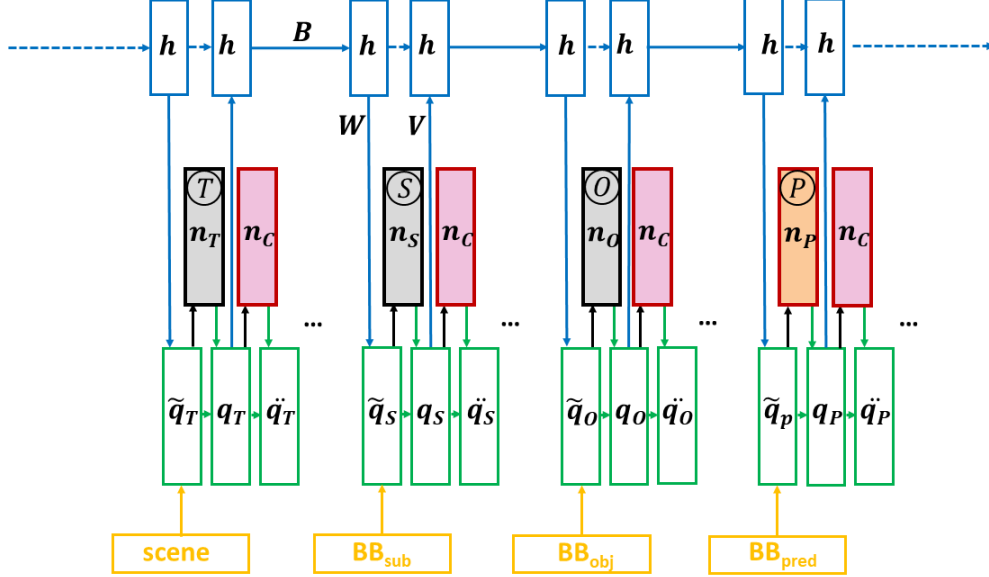 h h B h h h h h h
W V
T S O P
n_T n_C n_S n_C n_O n_C n_P n_C
... ... ... ...
q̃_T q_T q̈_T q̃_S q_S q̈_S q̃_O q_O q̈_O q̃_p q_P q̈_P
scene BB_sub BB_obj BB_pred